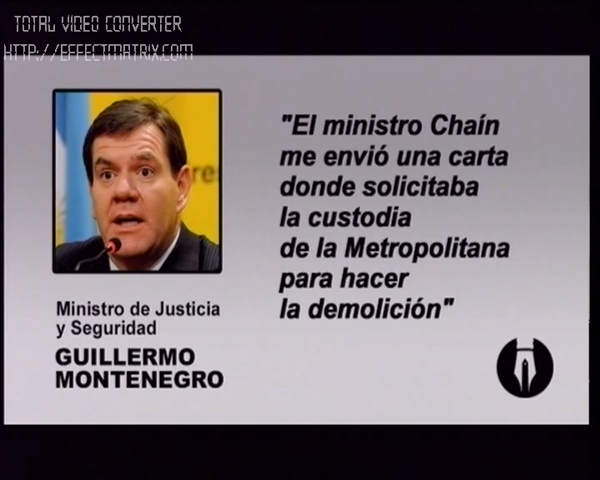 TOTAL VIDEO CONVERTER
HTTP://EFFECTMATRIX.COM
"El ministro Chaín
me envió una carta
donde solicitaba
la custodia
de la Metropolitana
para hacer
la demolición"
Ministro de Justicia
y Seguridad
GUILLERMO
MONTENEGRO